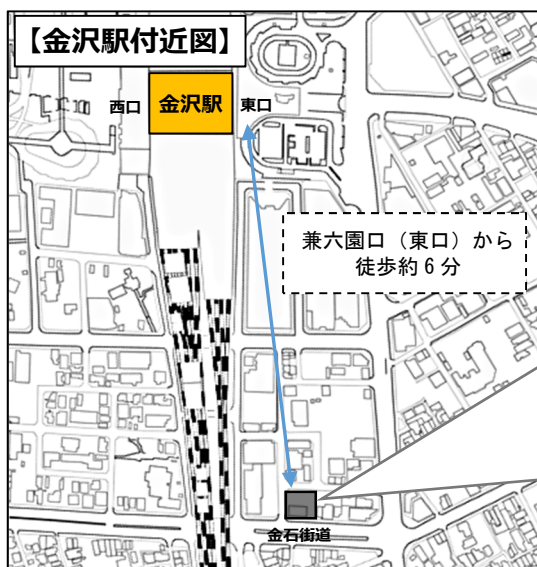 【金沢駅付近図】
西口
金沢駅
東口
兼六園口（東口）から
徒歩約６分
金石街道